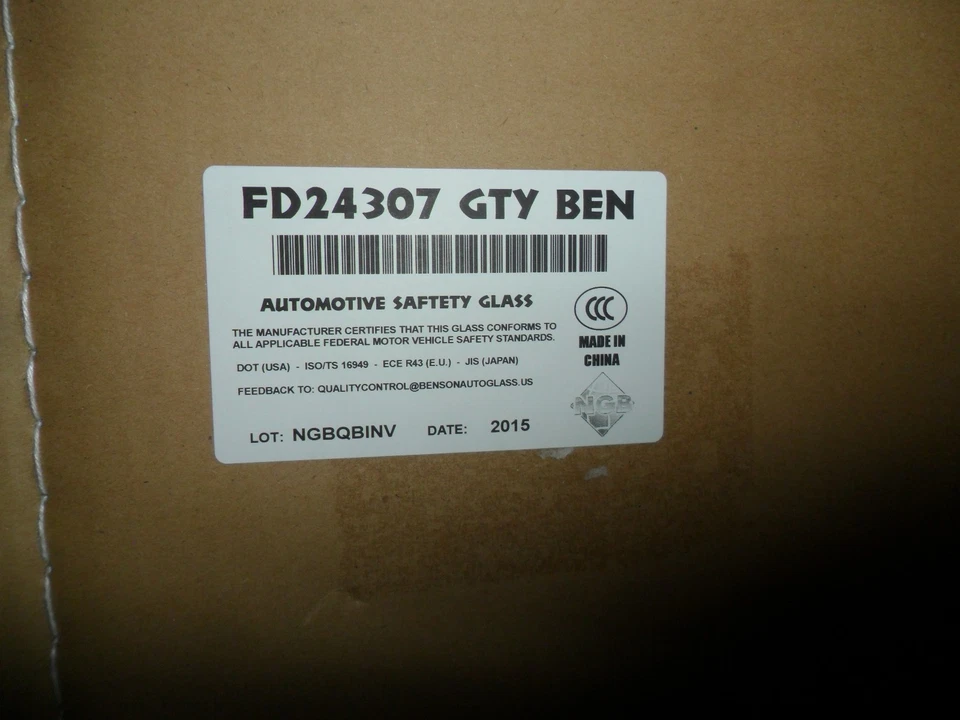 FD24307 GTY BEN
AUTOMOTIVE SAFTETY GLASS
THE MANUFACTURER CERTIFIES THAT THIS GLASS CONFORMS TO
ALL APPLICABLE FEDERAL MOTOR VEHICLE SAFETY STANDARDS.
DOT (USA) - ISO/TS 16949 - ECE R43 (E.U.) - JIS (JAPAN)
FEEDBACK TO: QUALITYCONTROL@BENSONAUTOGLASS.US
LOT: NGBQBINV DATE: 2015
CCC
MADE IN
CHINA
NGB